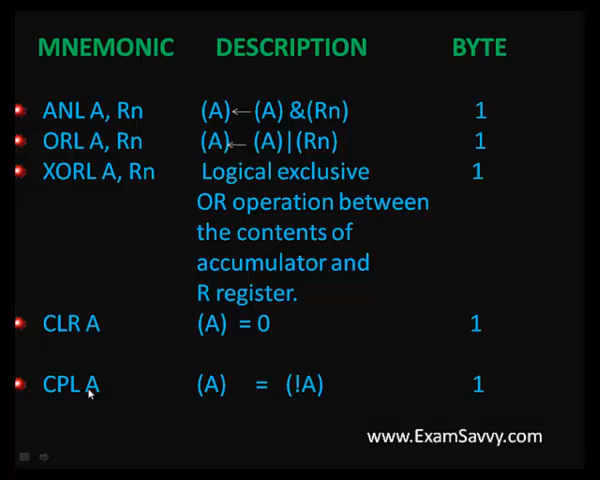 MNEMONIC DESCRIPTION BYTE
ANL A, Rn (A)←(A) &(Rn) 1
ORL A, Rn (A)← (A)|(Rn) 1
XORL A, Rn Logical exclusive 1
OR operation between
the contents of
accumulator and
R register.
CLR A (A) = 0 1
CPL A (A) = (!A) 1
www.ExamSavvy.com